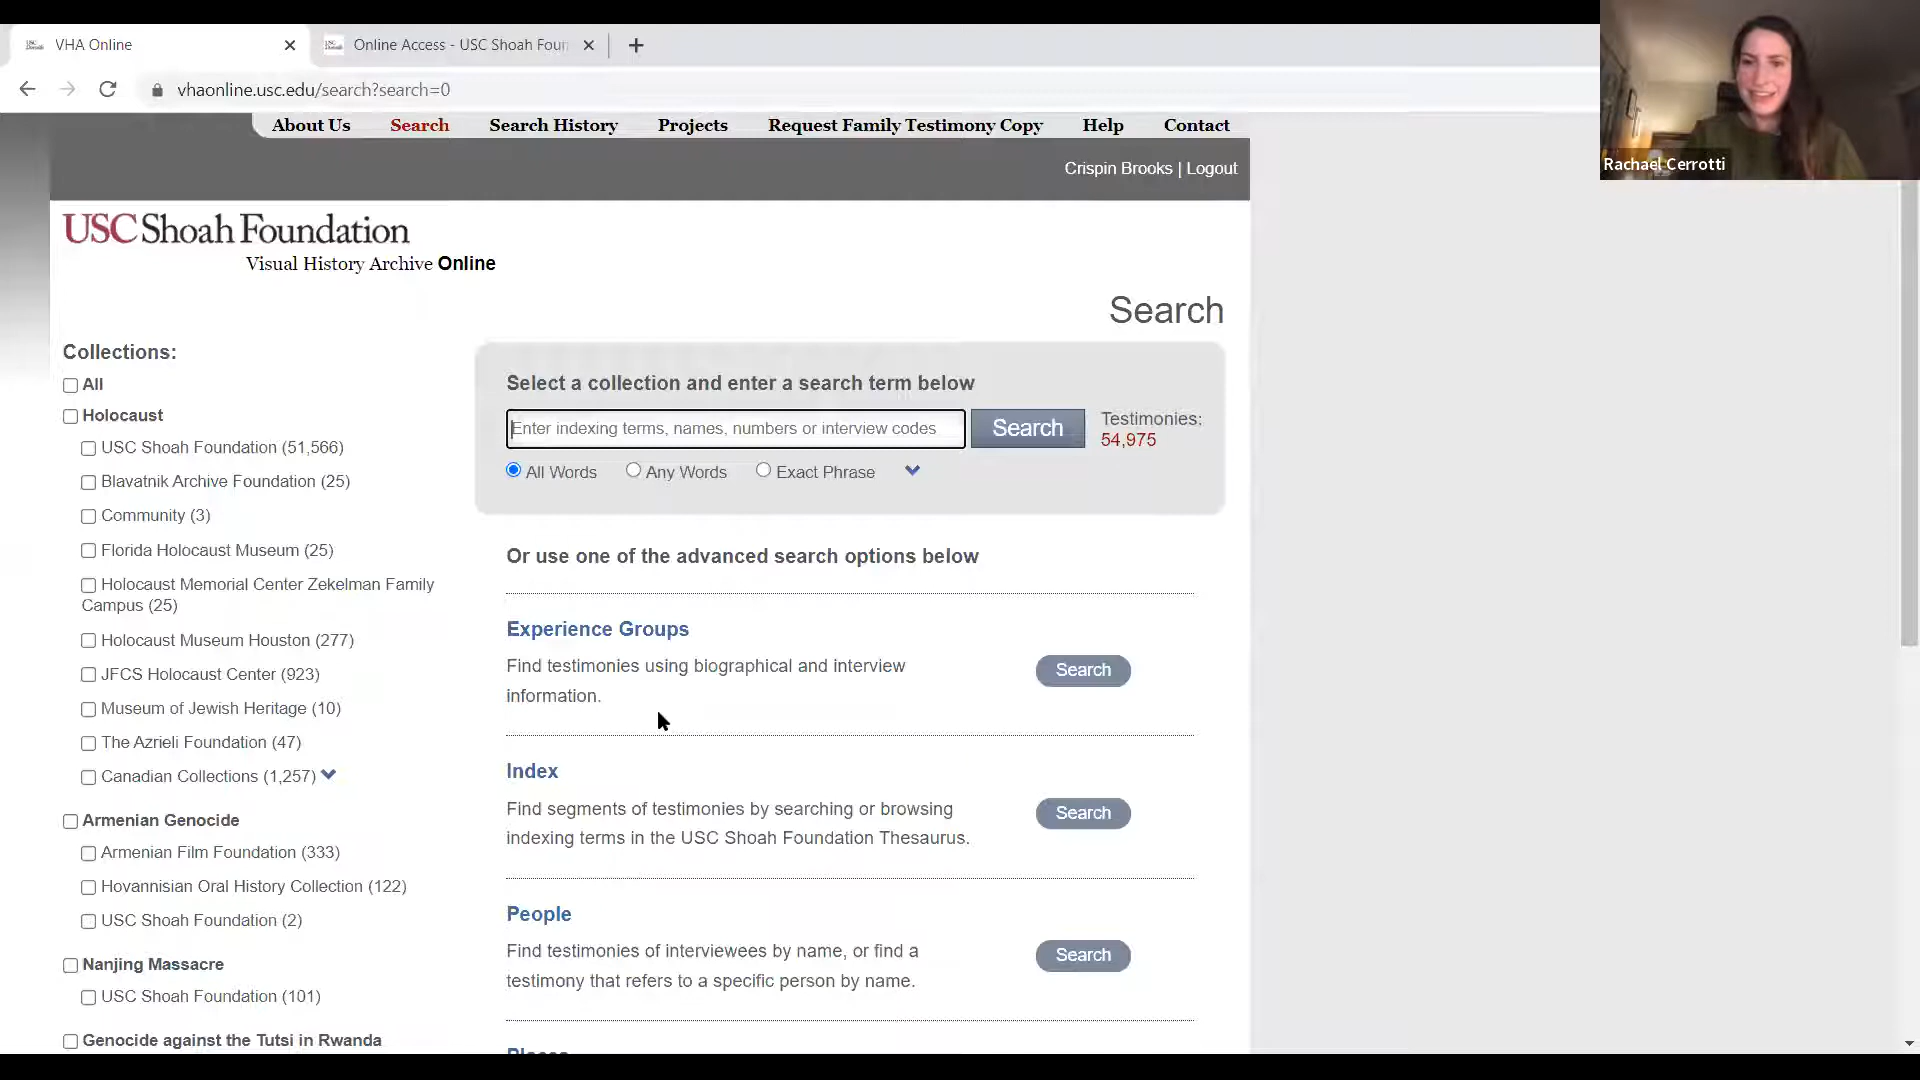 VHA Online
Online Access - USC Shoah Foun
vhaonline.usc.edu/search?search=0
About Us Search Search History Projects Request Family Testimony Copy Help Contact
Crispin Brooks | Logout
Rachael Cerrotti
USC Shoah Foundation
Visual History Archive Online
Search
Collections:
All
Holocaust
USC Shoah Foundation (51,566)
Blavatnik Archive Foundation (25)
Community (3)
Florida Holocaust Museum (25)
Holocaust Memorial Center Zekelman Family
Campus (25)
Holocaust Museum Houston (277)
JFCS Holocaust Center (923)
Museum of Jewish Heritage (10)
The Azrieli Foundation (47)
Canadian Collections (1,257)
Armenian Genocide
Armenian Film Foundation (333)
Hovannisian Oral History Collection (122)
USC Shoah Foundation (2)
Nanjing Massacre
USC Shoah Foundation (101)
Genocide against the Tutsi in Rwanda
Select a collection and enter a search term below
Enter indexing terms, names, numbers or interview codes
Search
Testimonies:
54,975
All Words Any Words Exact Phrase
Or use one of the advanced search options below
Experience Groups
Find testimonies using biographical and interview
information.
Search
Index
Find segments of testimonies by searching or browsing
indexing terms in the USC Shoah Foundation Thesaurus.
Search
People
Find testimonies of interviewees by name, or find a
testimony that refers to a specific person by name.
Search